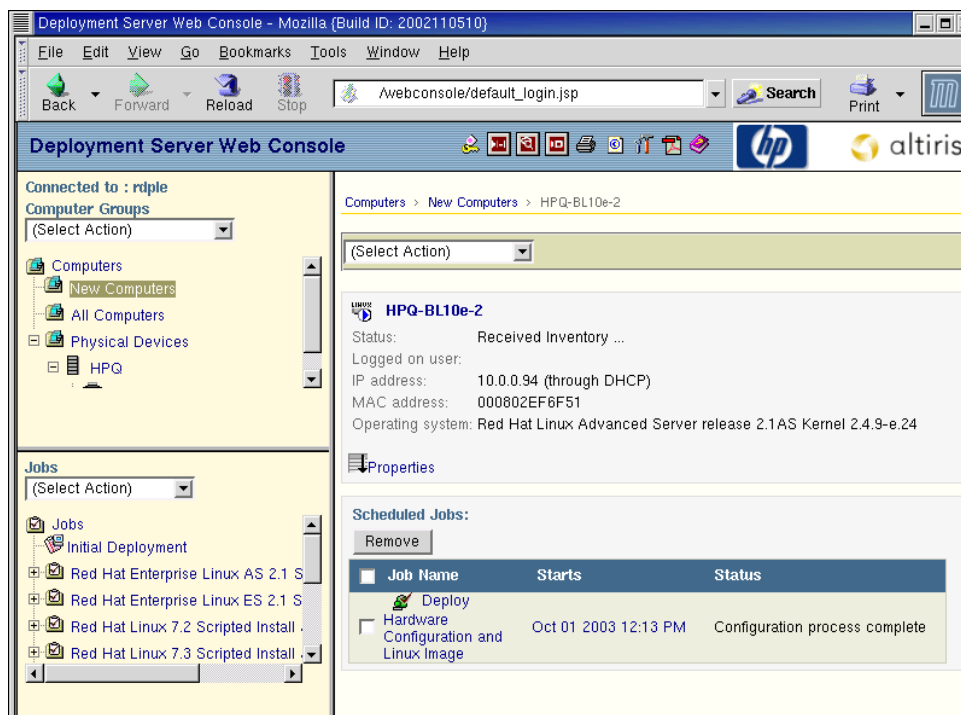 Deployment Server Web Console - Mozilla {Build ID: 2002110510}
File Edit View Go Bookmarks Tools Window Help
Back Forward Reload Stop /webconsole/default_login.jsp Search Print
Deployment Server Web Console hp altiris
Connected to : rdple
Computer Groups
(Select Action)
Computers
New Computers
All Computers
Physical Devices
HPQ
Jobs
(Select Action)
Jobs
Initial Deployment
Red Hat Enterprise Linux AS 2.1 S
Red Hat Enterprise Linux ES 2.1 S
Red Hat Linux 7.2 Scripted Install
Red Hat Linux 7.3 Scripted Install
Computers > New Computers > HPQ-BL10e-2
(Select Action)
LINUX HPQ-BL10e-2
Status: Received Inventory ...
Logged on user:
IP address: 10.0.0.94 (through DHCP)
MAC address: 000802EF6F51
Operating system: Red Hat Linux Advanced Server release 2.1AS Kernel 2.4.9-e.24
Properties
Scheduled Jobs:
Remove
Job Name Starts Status
Deploy
Hardware
Configuration and
Linux Image
Oct 01 2003 12:13 PM Configuration process complete